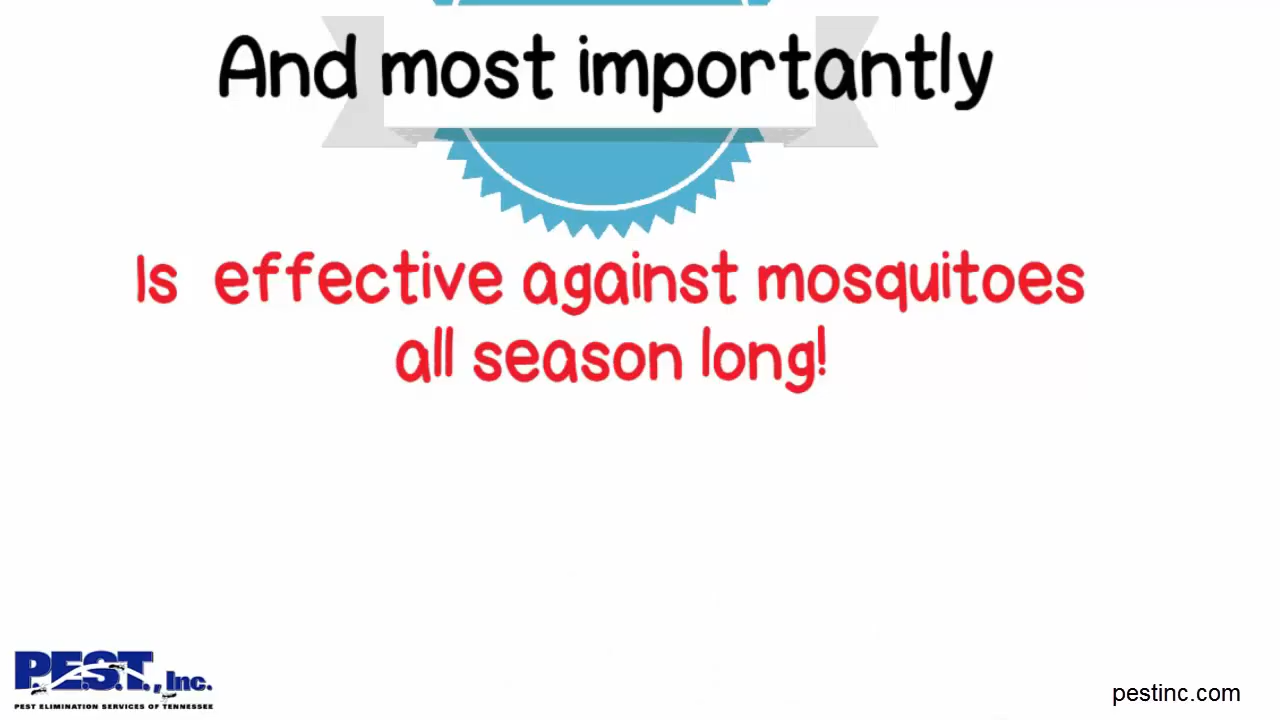 And most importantly
Is effective against mosquitoes
all season long!
P.E.S.T., Inc.
PEST ELIMINATION SERVICES OF TENNESSEE
pestinc.com